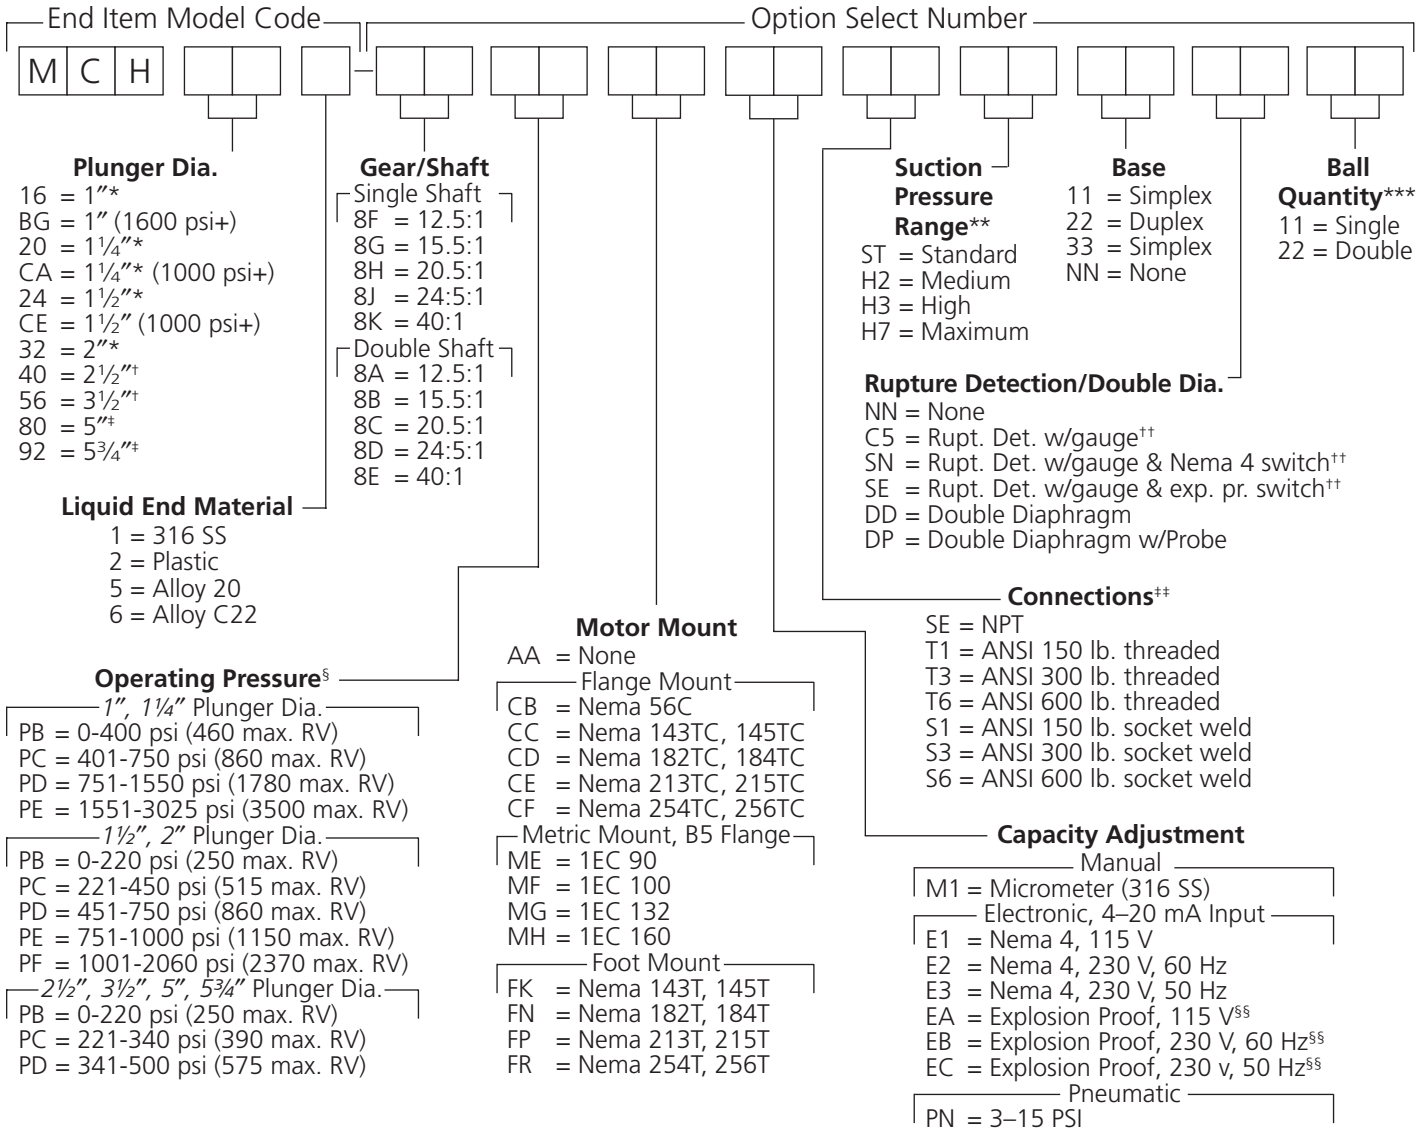 End Item Model Code
Option Select Number
M C H
–
Plunger Dia.
16 = 1″*
BG = 1″ (1600 psi+)
20 = 1¼″*
CA = 1¼″* (1000 psi+)
24 = 1½″*
CE = 1½″ (1000 psi+)
32 = 2″*
40 = 2½″†
56 = 3½″†
80 = 5″‡
92 = 5¾″‡
Liquid End Material
1 = 316 SS
2 = Plastic
5 = Alloy 20
6 = Alloy C22
Gear/Shaft
Single Shaft
8F = 12.5:1
8G = 15.5:1
8H = 20.5:1
8J = 24:5:1
8K = 40:1
Double Shaft
8A = 12.5:1
8B = 15.5:1
8C = 20.5:1
8D = 24:5:1
8E = 40:1
Operating Pressure§
1″, 1¼″ Plunger Dia.
PB = 0-400 psi (460 max. RV)
PC = 401-750 psi (860 max. RV)
PD = 751-1550 psi (1780 max. RV)
PE = 1551-3025 psi (3500 max. RV)
1½″, 2″ Plunger Dia.
PB = 0-220 psi (250 max. RV)
PC = 221-450 psi (515 max. RV)
PD = 451-750 psi (860 max. RV)
PE = 751-1000 psi (1150 max. RV)
PF = 1001-2060 psi (2370 max. RV)
2½″, 3½″, 5″, 5¾″ Plunger Dia.
PB = 0-220 psi (250 max. RV)
PC = 221-340 psi (390 max. RV)
PD = 341-500 psi (575 max. RV)
Motor Mount
AA = None
Flange Mount
CB = Nema 56C
CC = Nema 143TC, 145TC
CD = Nema 182TC, 184TC
CE = Nema 213TC, 215TC
CF = Nema 254TC, 256TC
Metric Mount, B5 Flange
ME = 1EC 90
MF = 1EC 100
MG = 1EC 132
MH = 1EC 160
Foot Mount
FK = Nema 143T, 145T
FN = Nema 182T, 184T
FP = Nema 213T, 215T
FR = Nema 254T, 256T
Suction
Pressure
Range**
ST = Standard
H2 = Medium
H3 = High
H7 = Maximum
Base
11 = Simplex
22 = Duplex
33 = Simplex
NN = None
Ball
Quantity***
11 = Single
22 = Double
Rupture Detection/Double Dia.
NN = None
C5 = Rupt. Det. w/gauge††
SN = Rupt. Det. w/gauge & Nema 4 switch††
SE = Rupt. Det. w/gauge & exp. pr. switch††
DD = Double Diaphragm
DP = Double Diaphragm w/Probe
Connections‡‡
SE = NPT
T1 = ANSI 150 lb. threaded
T3 = ANSI 300 lb. threaded
T6 = ANSI 600 lb. threaded
S1 = ANSI 150 lb. socket weld
S3 = ANSI 300 lb. socket weld
S6 = ANSI 600 lb. socket weld
Capacity Adjustment
Manual
M1 = Micrometer (316 SS)
Electronic, 4–20 mA Input
E1 = Nema 4, 115 V
E2 = Nema 4, 230 V, 60 Hz
E3 = Nema 4, 230 V, 50 Hz
EA = Explosion Proof, 115 V§§
EB = Explosion Proof, 230 V, 60 Hz§§
EC = Explosion Proof, 230 v, 50 Hz§§
Pneumatic
PN = 3–15 PSI